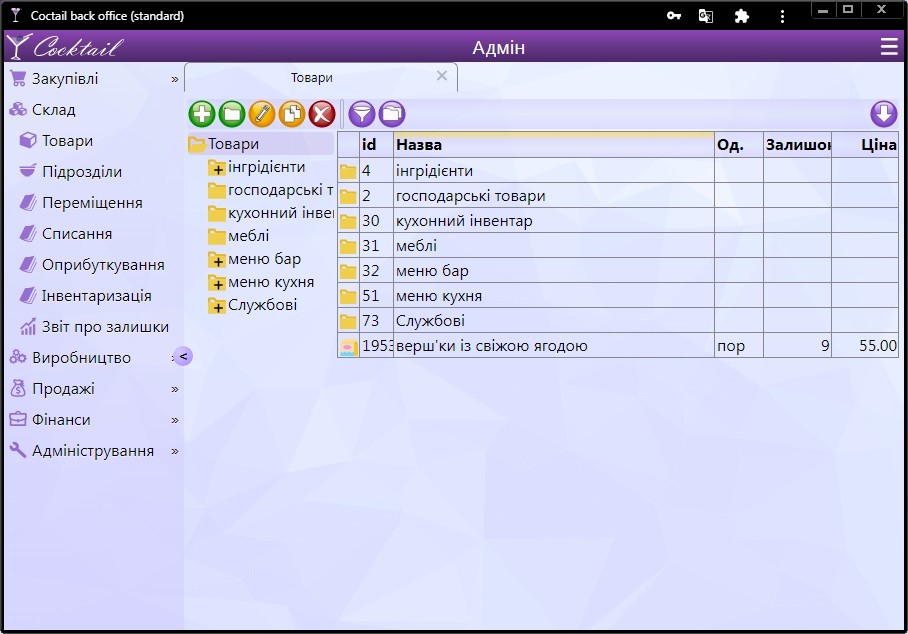 Coctail back office (standard)
Cocktail
Адмін
Закупівлі »
Склад
Товари
Підрозділи
Переміщення
Списання
Оприбуткування
Інвентаризація
Звіт про залишки
Виробництво
<
Продажі »
Фінанси »
Адміністрування »
Товари
Товари
інгрідієнти
господарські т
кухонний інвен
меблі
меню бар
меню кухня
Службові
id Назва Од. Залишок Ціна
4 інгрідієнти
2 господарські товари
30 кухонний інвентар
31 меблі
32 меню бар
51 меню кухня
73 Службові
1953 верш'ки із свіжою ягодою пор 9 55.00